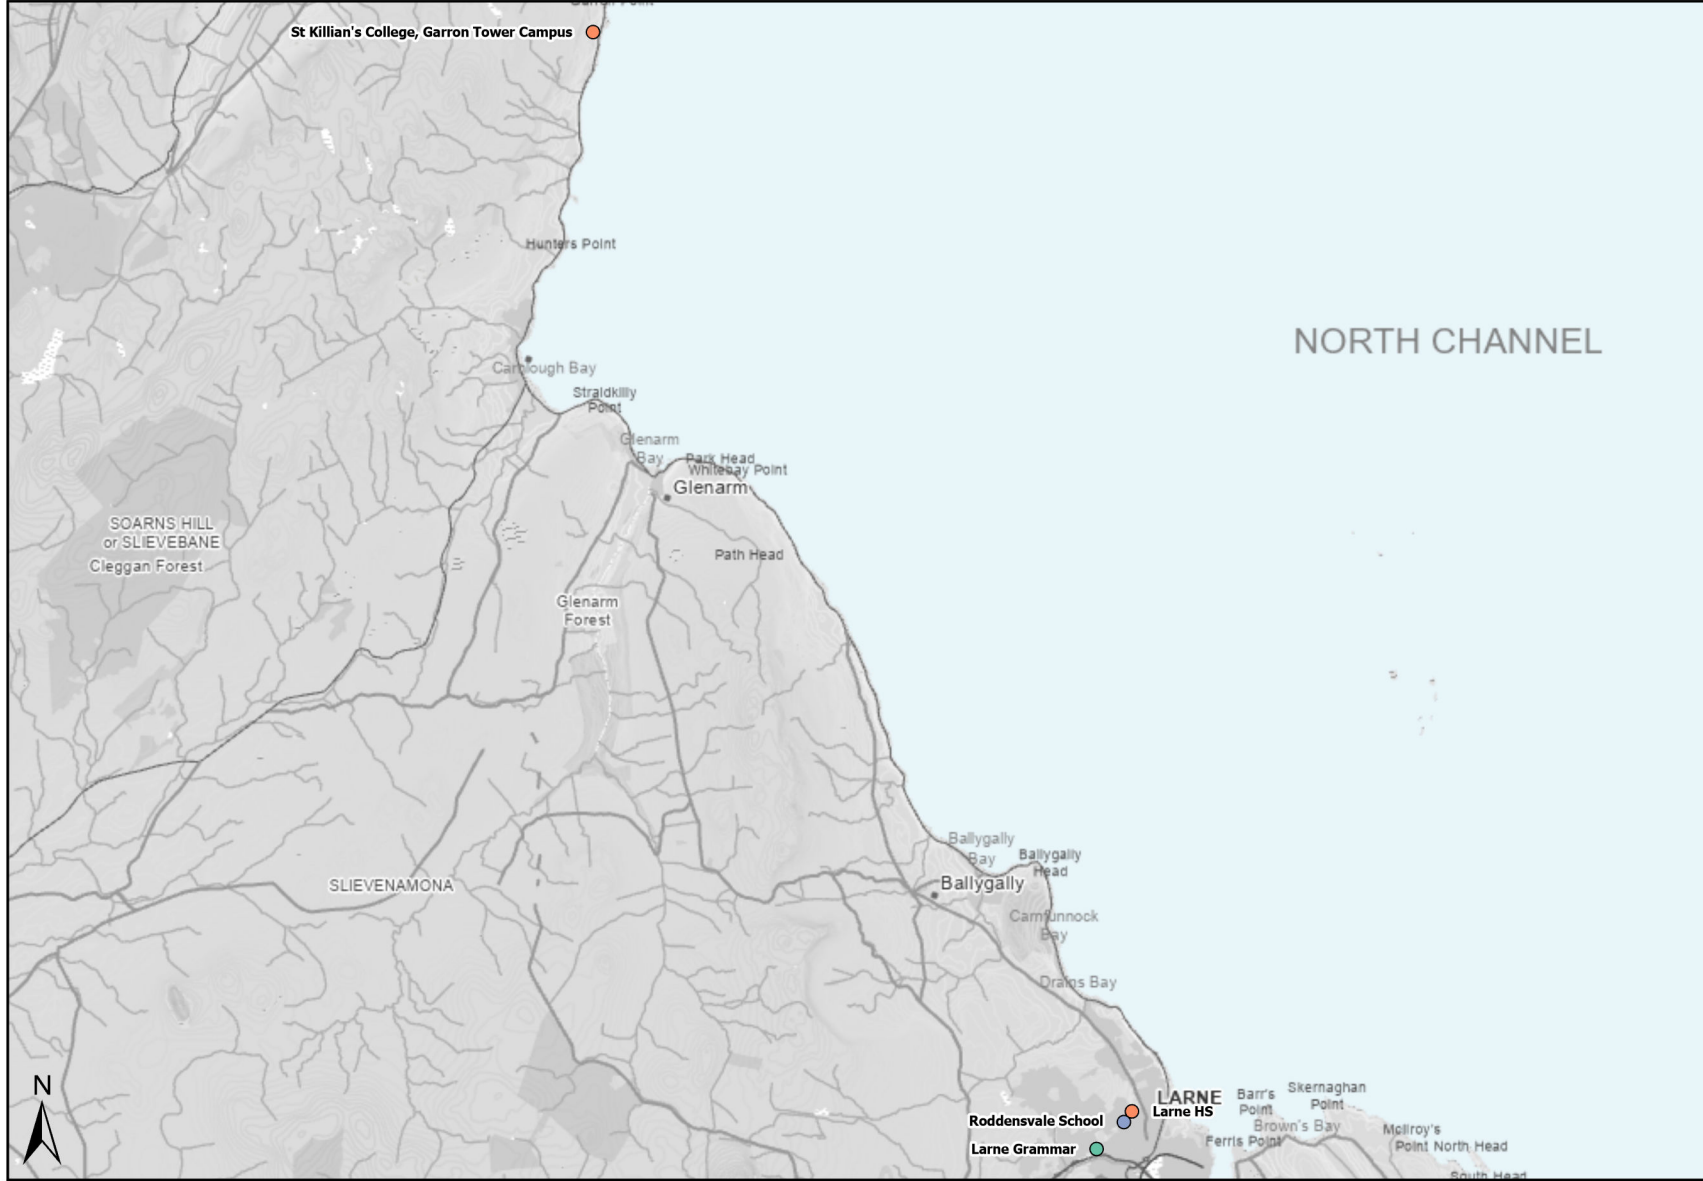 Garron Point
St Killian's College, Garron Tower Campus
Hunters Point
NORTH CHANNEL
Carnlough Bay
Straidkilly
Point
Glenarm
Bay
Park Head
Whitebay Point
Glenarm
SOARNS HILL
or SLIEVEBANE
Cleggan Forest
Path Head
Glenarm
Forest
Ballygally
Bay
Ballygally
Head
SLIEVENAMONA
Ballygally
Carnfunnock
Bay
Drains Bay
N
LARNE
Larne HS
Barr's
Point
Skernaghan
Point
Roddensvale School
Brown's Bay
Ferris Point
McIlroy's
Point
North Head
Larne Grammar
South Head